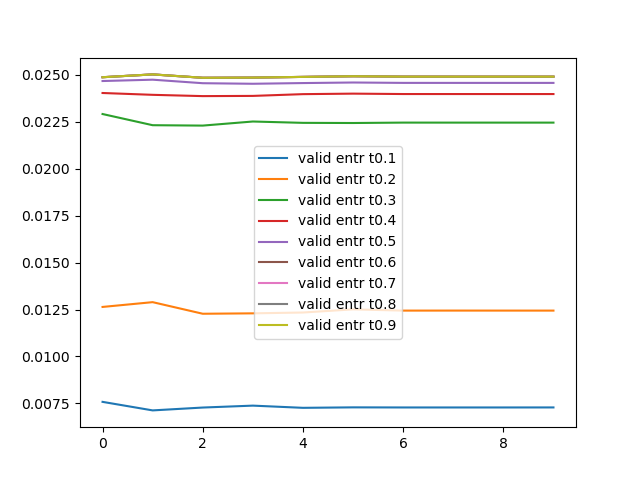 0.0250
0.0225
0.0200
0.0175
0.0150
0.0125
0.0100
0.0075
valid entr t0.1
valid entr t0.2
valid entr t0.3
valid entr t0.4
valid entr t0.5
valid entr t0.6
valid entr t0.7
valid entr t0.8
valid entr t0.9
0 2 4 6 8